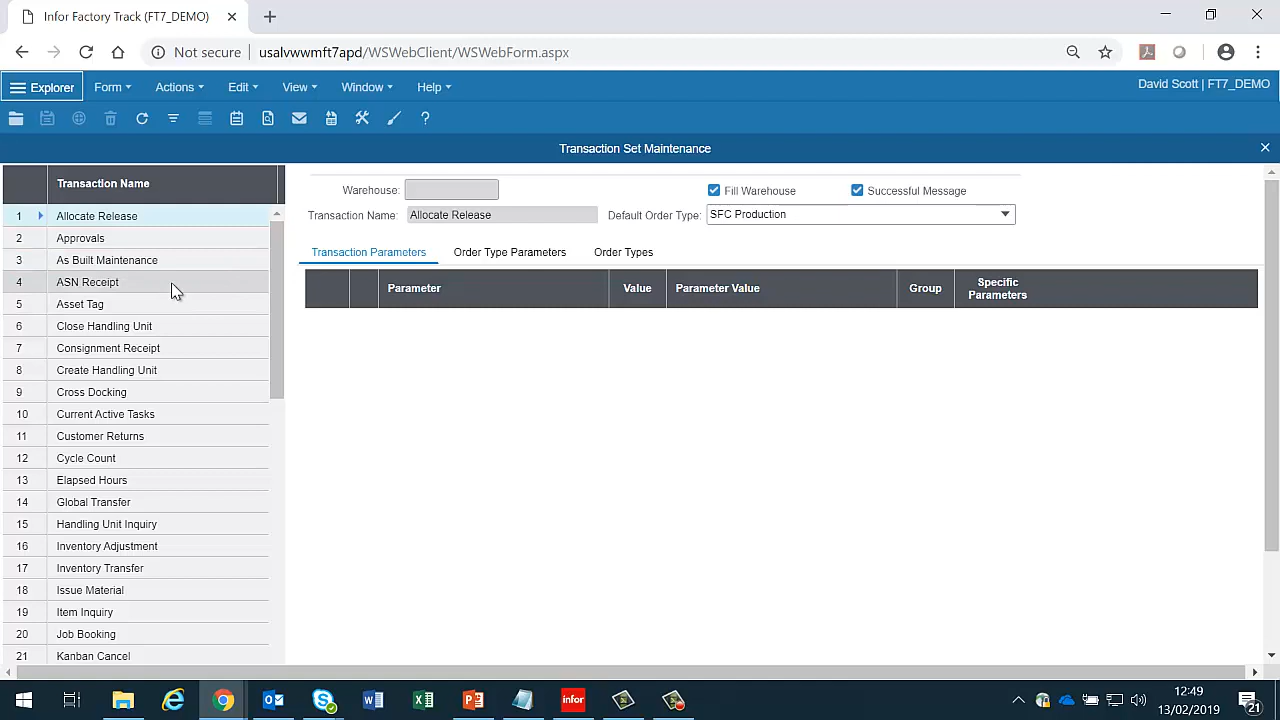 Infor Factory Track (FT7_DEMO)
Not secure
usalvwwmft7apd/WSWebClient/WSWebForm.aspx
Explorer
Form
Actions
Edit
View
Window
Help
David Scott | FT7_DEMO
Transaction Set Maintenance
Transaction Name
1 Allocate Release
2 Approvals
3 As Built Maintenance
4 ASN Receipt
5 Asset Tag
6 Close Handling Unit
7 Consignment Receipt
8 Create Handling Unit
9 Cross Docking
10 Current Active Tasks
11 Customer Returns
12 Cycle Count
13 Elapsed Hours
14 Global Transfer
15 Handling Unit Inquiry
16 Inventory Adjustment
17 Inventory Transfer
18 Issue Material
19 Item Inquiry
20 Job Booking
21 Kanban Cancel
Warehouse:
Fill Warehouse
Successful Message
Transaction Name: Allocate Release
Default Order Type: SFC Production
Transaction Parameters
Order Type Parameters
Order Types
Parameter
Value
Parameter Value
Group
Specific
Parameters
infor
12:49
13/02/2019
21